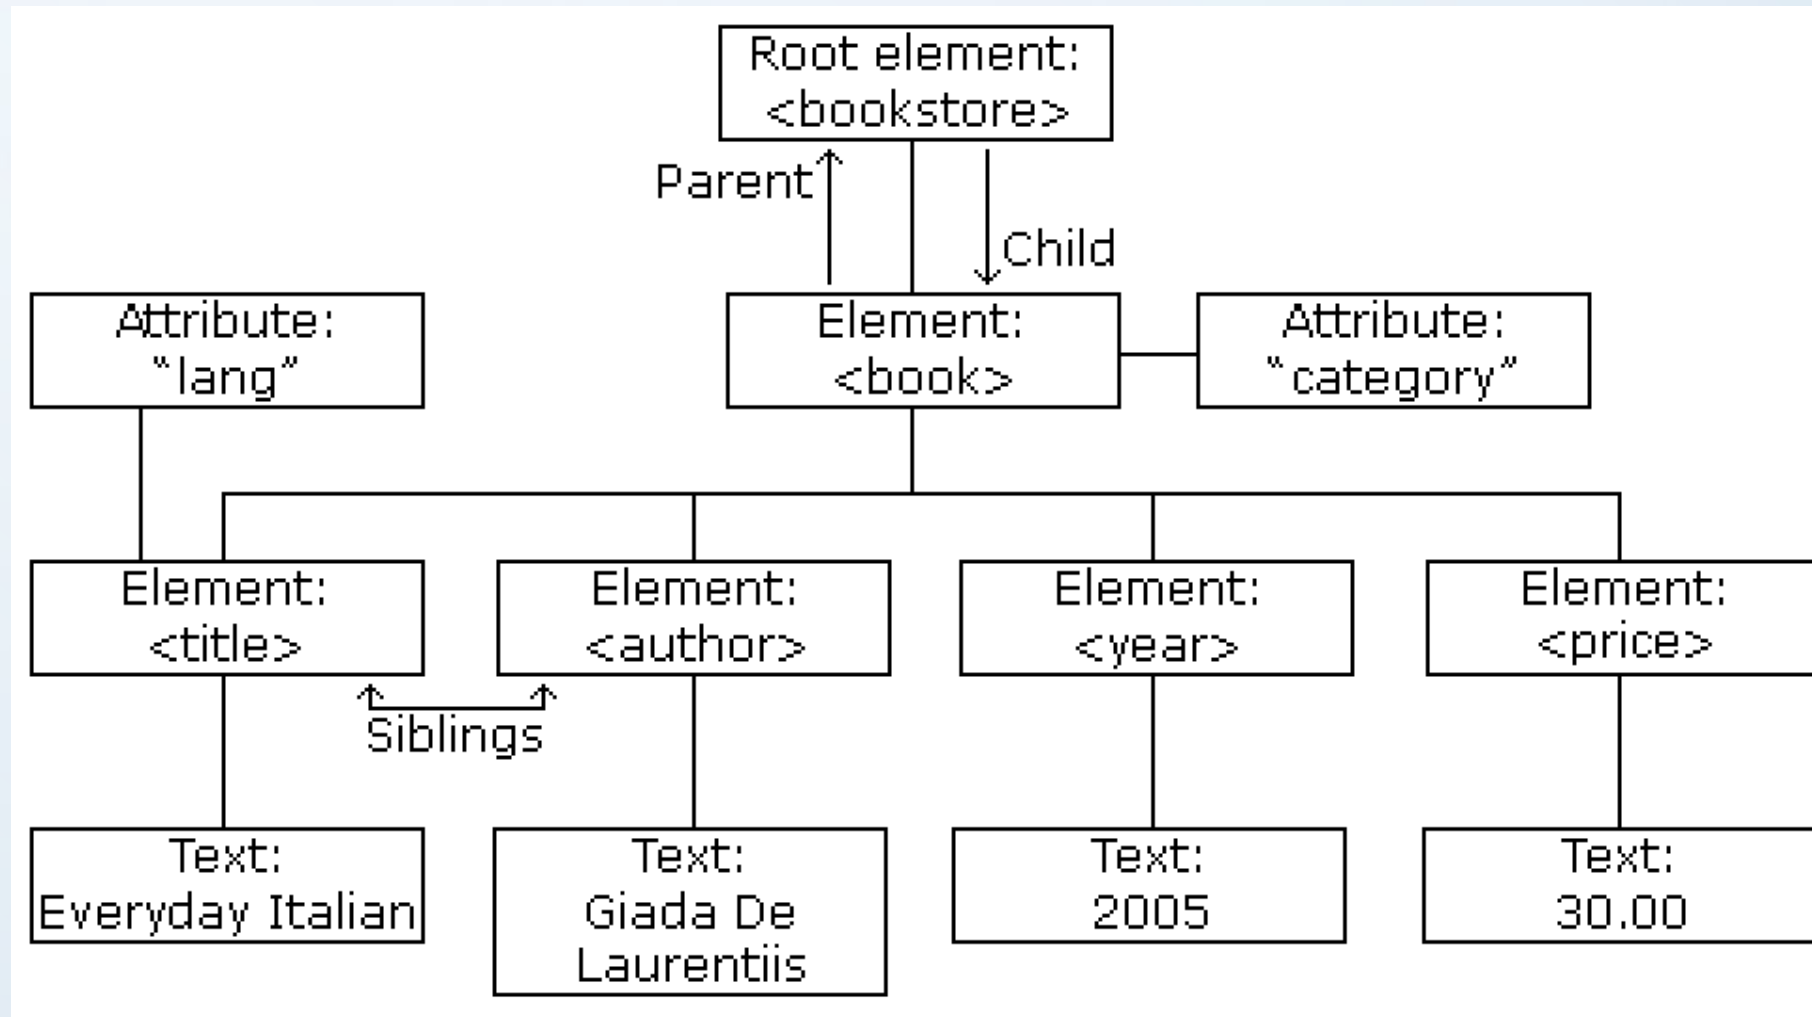 Root element:
<bookstore>
Parent
Child
Attribute:
“lang”
Element:
<book>
Attribute:
“category”
Element:
<title>
Element:
<author>
Element:
<year>
Element:
<price>
Siblings
Text:
Everyday Italian
Text:
Giada De
Laurentiis
Text:
2005
Text:
30.00